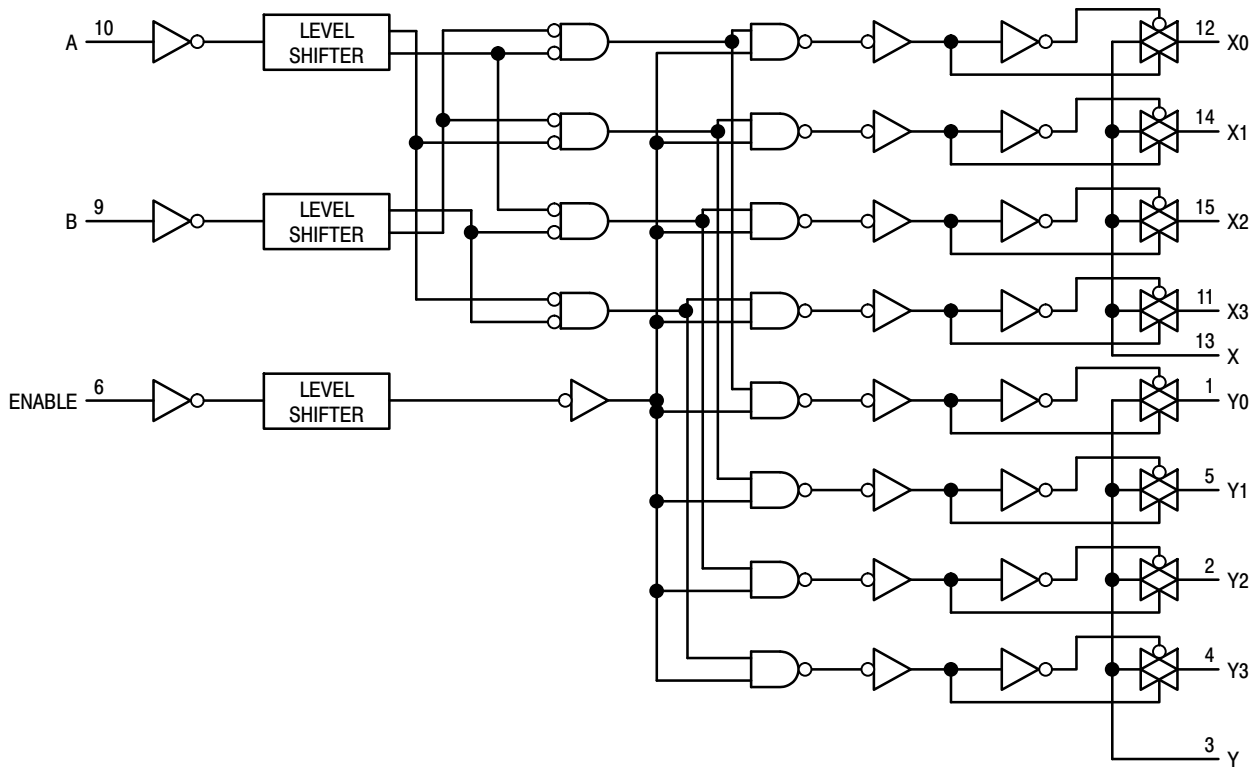 A 10
LEVEL
SHIFTER
12 X0
14 X1
B 9
LEVEL
SHIFTER
15 X2
11 X3
13 X
ENABLE 6
LEVEL
SHIFTER
1 Y0
5 Y1
2 Y2
4 Y3
3 Y